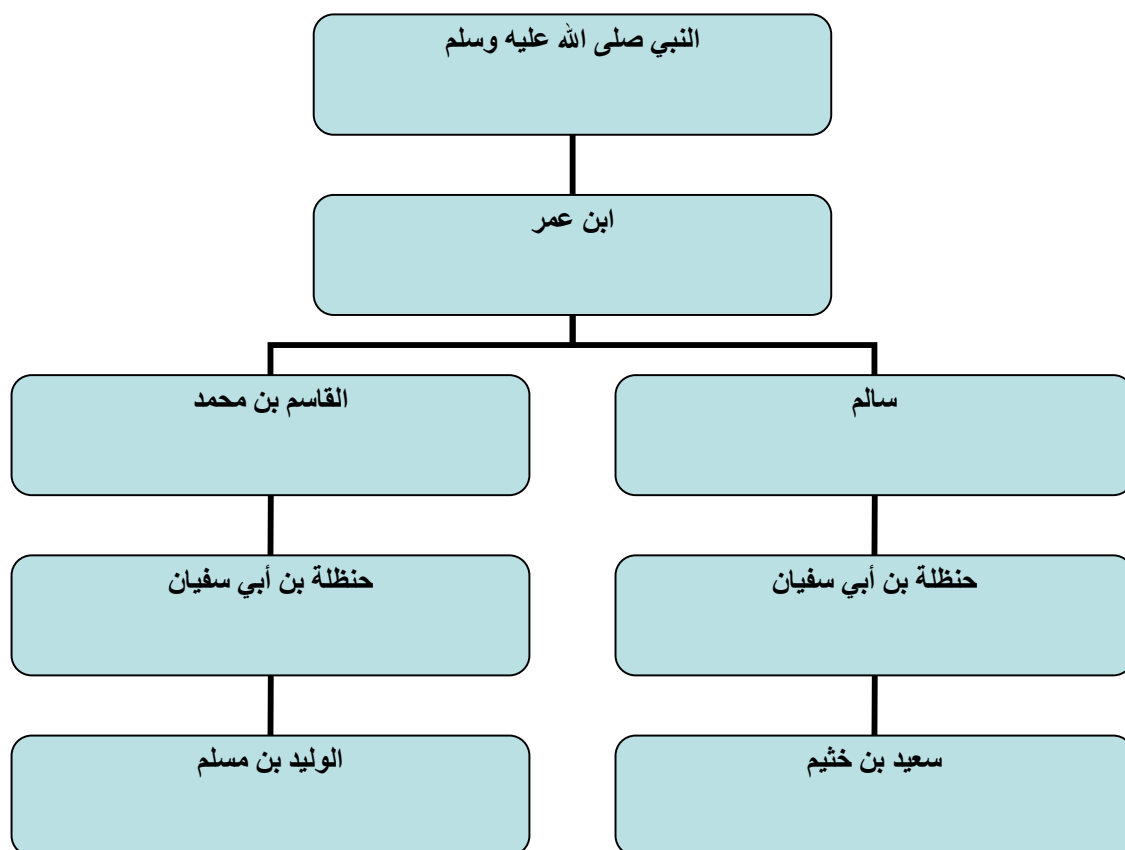 النبي صلى الله عليه وسلم
ابن عمر
سالم
القاسم بن محمد
حنظلة بن أبي سفيان
حنظلة بن أبي سفيان
سعيد بن خثيم
الوليد بن مسلم